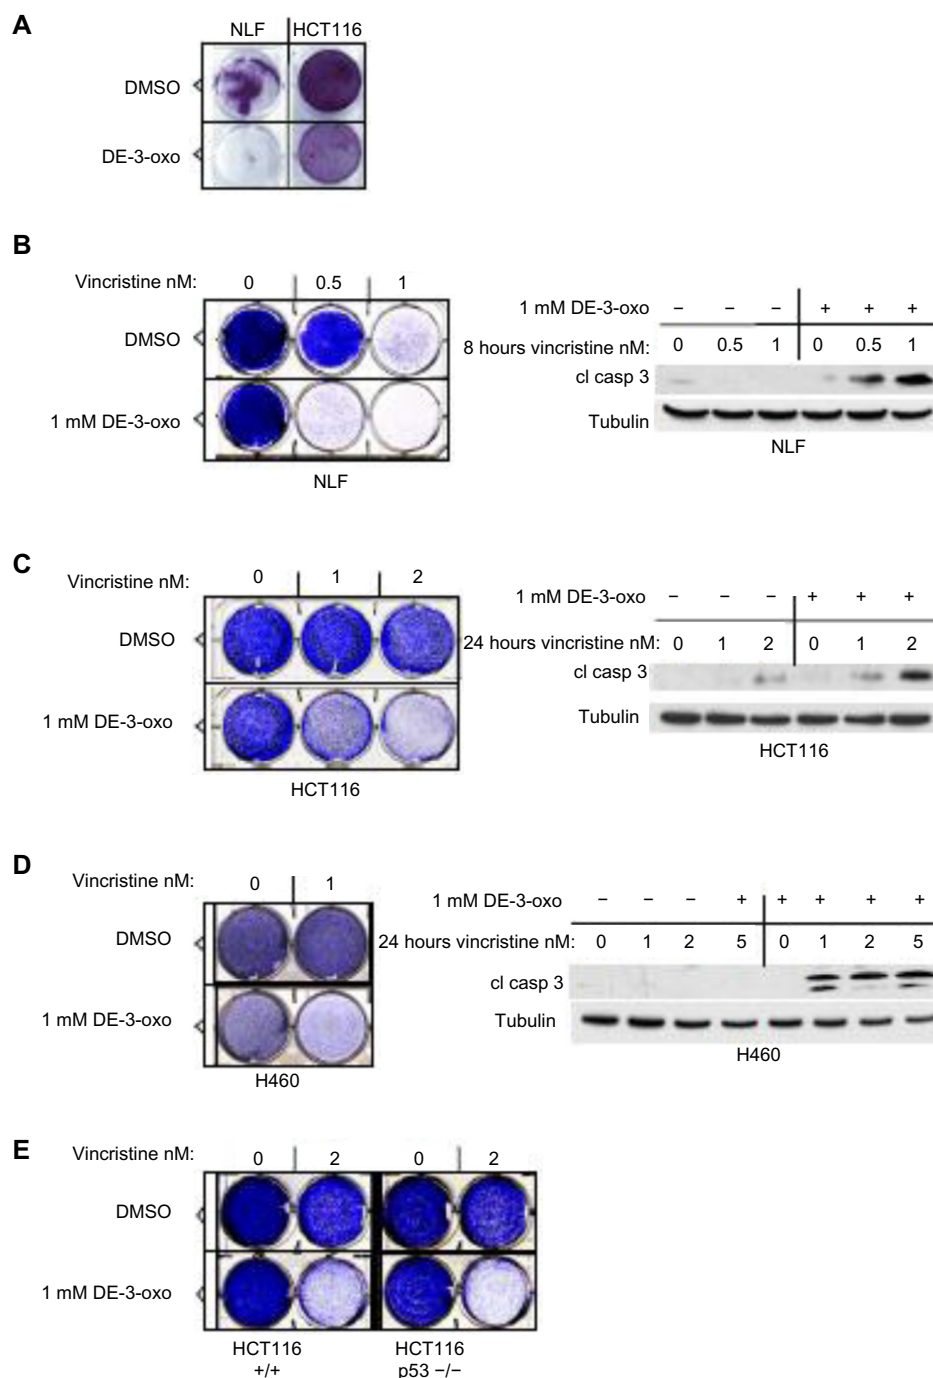 A
NLF HCT116
DMSO
DE-3-oxo
B
Vincristine nM: 0 0.5 1
DMSO
1 mM DE-3-oxo
NLF
1 mM DE-3-oxo − − − + + +
8 hours vincristine nM: 0 0.5 1 0 0.5 1
cl casp 3
Tubulin
NLF
C
Vincristine nM: 0 1 2
DMSO
1 mM DE-3-oxo
HCT116
1 mM DE-3-oxo − − − + + +
24 hours vincristine nM: 0 1 2 0 1 2
cl casp 3
Tubulin
HCT116
D
Vincristine nM: 0 1
DMSO
1 mM DE-3-oxo
H460
1 mM DE-3-oxo − − − + + + + +
24 hours vincristine nM: 0 1 2 5 0 1 2 5
cl casp 3
Tubulin
H460
E
Vincristine nM: 0 2 0 2
DMSO
1 mM DE-3-oxo
HCT116 HCT116
+/+ p53 −/−